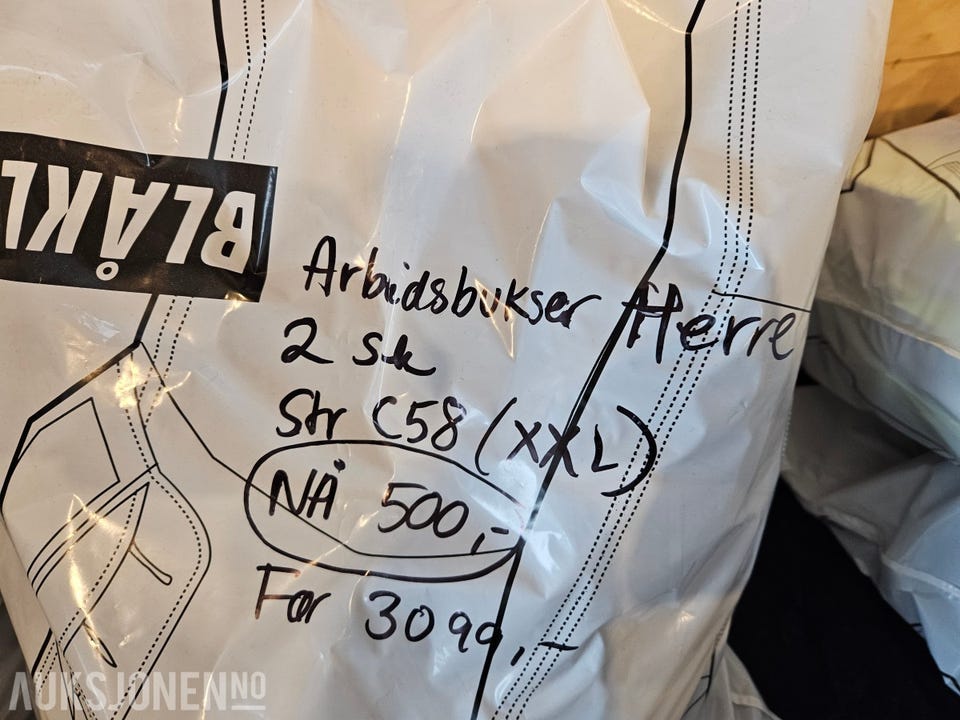 BLÅKL
Arbeidsbukser Herre
2 stk
Str C58 (XXL)
NÅ 500,-
Før 3099,-
AUKSJONEN.NO